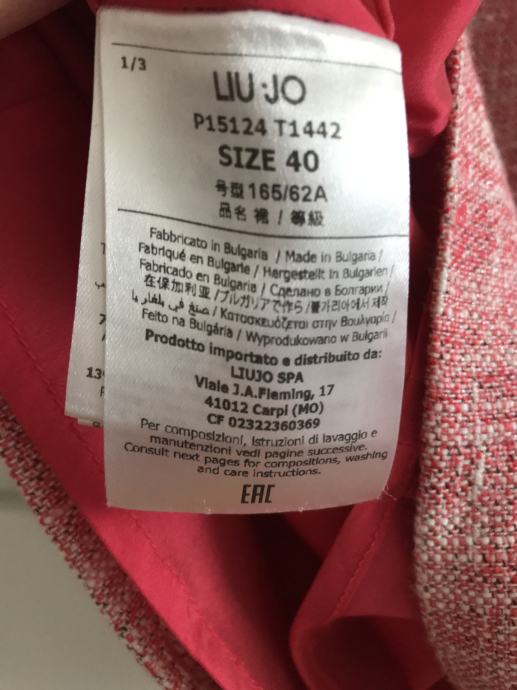 1/3
LIU·JO
P15124 T1442
SIZE 40
号型 165/62A
品名 裙 / 等級
Fabbricato in Bulgaria / Made in Bulgaria /
Fabriqué en Bulgarie / Hergestellt in Bulgarien /
Fabricado en Bulgaria / Сделано в Болгарии /
在保加利亚 / ブルガリアで作ら / 불가리아에서 제작
صنع في بلغاريا / Κατασκευάζεται στην Βουλγαρία /
Feito na Bulgária / Wyprodukowano w Bułgarii
Prodotto importato e distribuito da:
LIUJO SPA
Viale J.A.Fleming, 17
41012 Carpi (MO)
CF 02322360369
Per composizioni, istruzioni di lavaggio e
manutenzioni vedi pagine successive.
Consult next pages for compositions, washing
and care instructions.
EAC